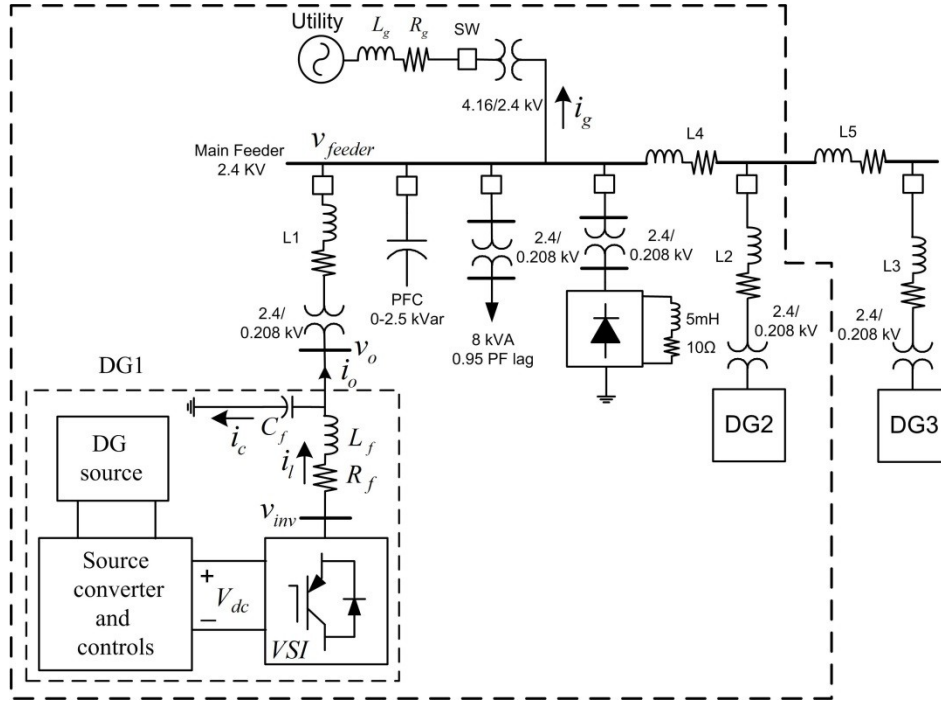 Utility
L_g
R_g
SW
4.16/2.4 kV
i_g
v_feeder
Main Feeder
2.4 KV
L4
L5
L1
2.4/
0.208 kV
PFC
0-2.5 kVar
2.4/
0.208 kV
8 kVA
0.95 PF lag
2.4/
0.208 kV
5mH
10Ω
L2
2.4/
0.208 kV
DG2
L3
2.4/
0.208 kV
DG3
v_o
i_o
DG1
C_f
i_c
L_f
i_l
R_f
v_inv
DG
source
Source
converter
and
controls
+
V_dc
−
VSI